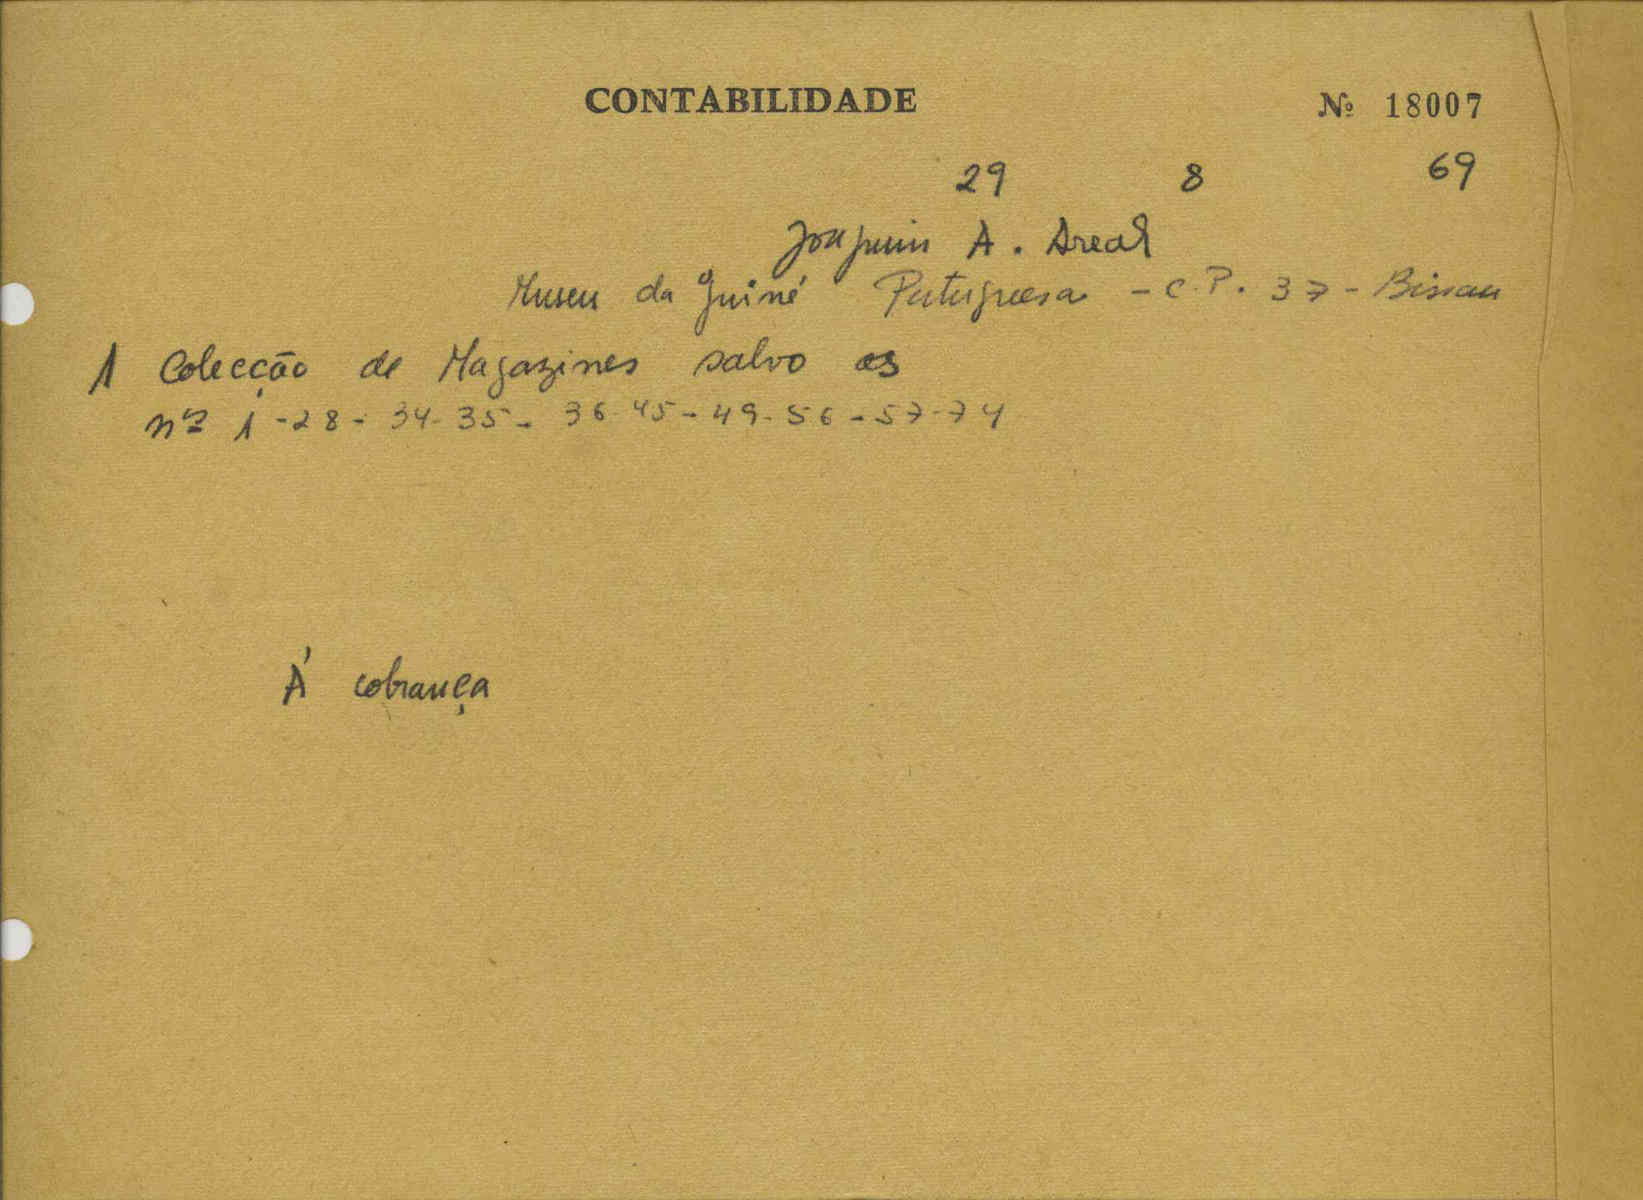 CONTABILIDADE
Nº 18007
29 8 69
Joaquim A. Areal
Museu da Guiné Portuguesa - C.P. 37 - Bissau
1 Colecção de Magazines salvo os
nos 1 - 28 - 34 - 35 - 36 - 45 - 49 - 56 - 57 - 74
Á cobrança